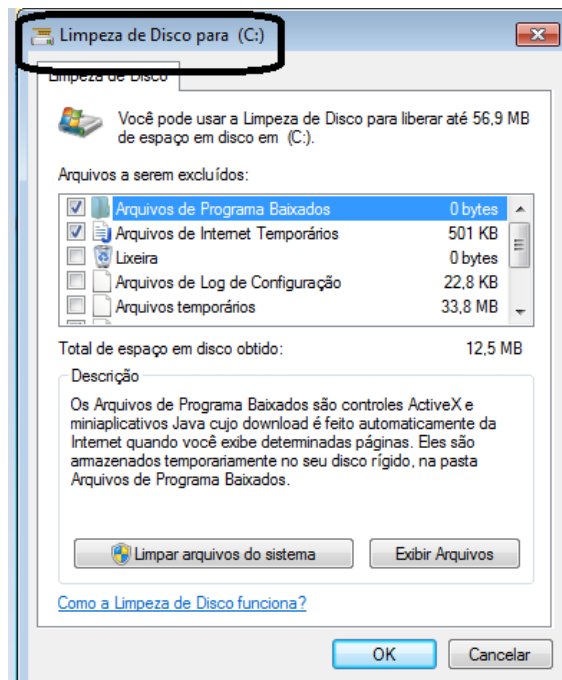 Limpeza de Disco para (C:)
Limpeza de Disco
Você pode usar a Limpeza de Disco para liberar até 56,9 MB
de espaço em disco em (C:).
Arquivos a serem excluídos:
Arquivos de Programa Baixados 0 bytes
Arquivos de Internet Temporários 501 KB
Lixeira 0 bytes
Arquivos de Log de Configuração 22,8 KB
Arquivos temporários 33,8 MB
Total de espaço em disco obtido: 12,5 MB
Descrição
Os Arquivos de Programa Baixados são controles ActiveX e
miniaplicativos Java cujo download é feito automaticamente da
Internet quando você exibe determinadas páginas. Eles são
armazenados temporariamente no seu disco rígido, na pasta
Arquivos de Programa Baixados.
Limpar arquivos do sistema Exibir Arquivos
Como a Limpeza de Disco funciona?
OK Cancelar